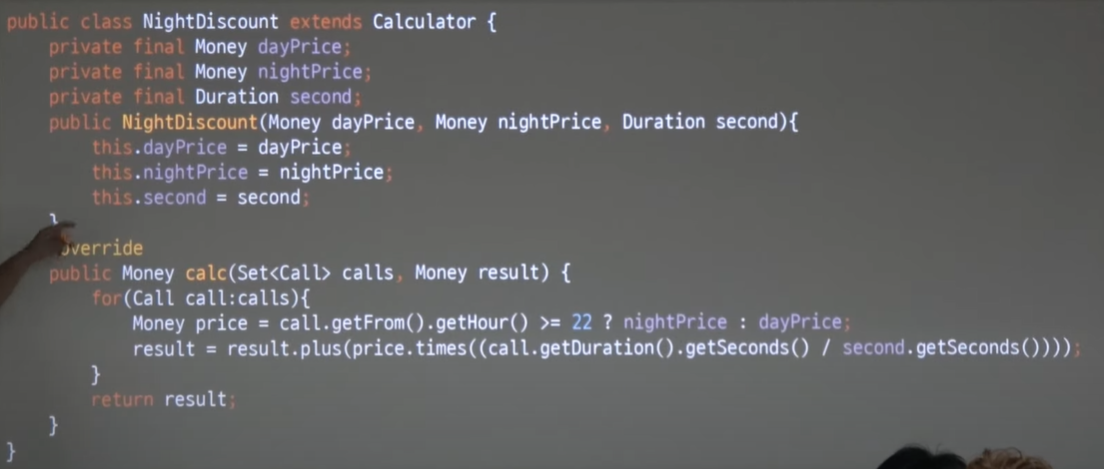 public class NightDiscount extends Calculator {
    private final Money dayPrice;
    private final Money nightPrice;
    private final Duration second;
    public NightDiscount(Money dayPrice, Money nightPrice, Duration second){
        this.dayPrice = dayPrice;
        this.nightPrice = nightPrice;
        this.second = second;
    }
    override
    public Money calc(Set<Call> calls, Money result) {
        for(Call call:calls){
            Money price = call.getFrom().getHour() >= 22 ? nightPrice : dayPrice;
            result = result.plus(price.times((call.getDuration().getSeconds() / second.getSeconds())));
        }
        return result;
    }
}